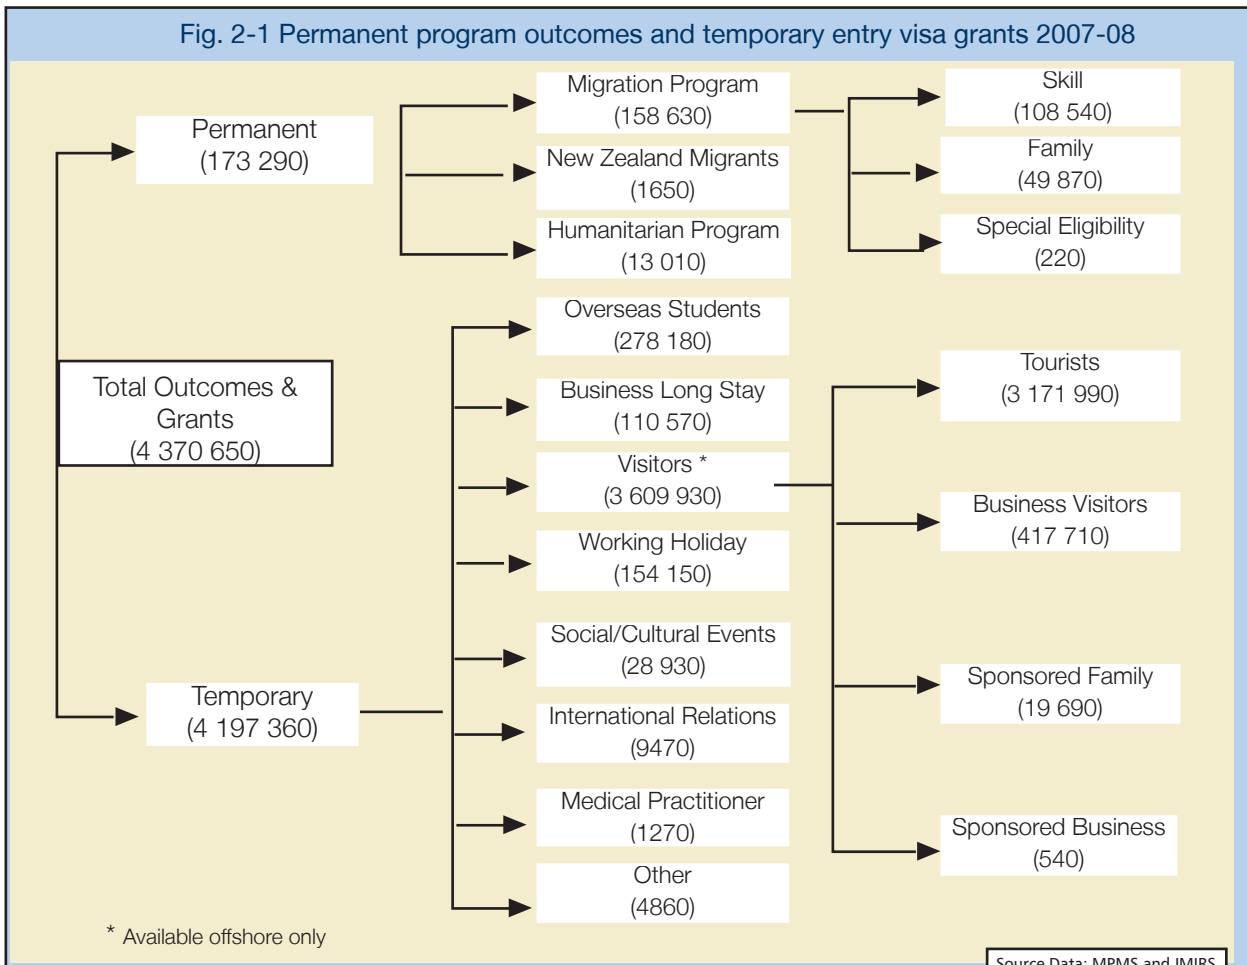 Fig. 2-1 Permanent program outcomes and temporary entry visa grants 2007-08
Permanent
(173 290)
Migration Program
(158 630)
New Zealand Migrants
(1650)
Humanitarian Program
(13 010)
Skill
(108 540)
Family
(49 870)
Special Eligibility
(220)
Total Outcomes &
Grants
(4 370 650)
Temporary
(4 197 360)
Overseas Students
(278 180)
Business Long Stay
(110 570)
Visitors *
(3 609 930)
Working Holiday
(154 150)
Social/Cultural Events
(28 930)
International Relations
(9470)
Medical Practitioner
(1270)
Other
(4860)
Tourists
(3 171 990)
Business Visitors
(417 710)
Sponsored Family
(19 690)
Sponsored Business
(540)
* Available offshore only
Source Data: MPMS and IMIRS